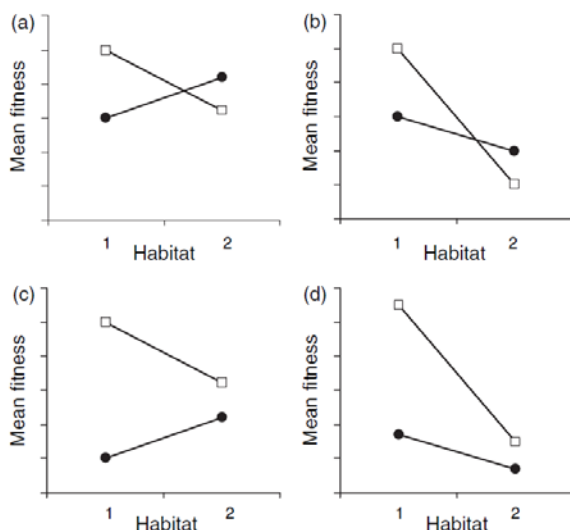 (a)
Mean fitness
1 2
Habitat
(b)
Mean fitness
1 2
Habitat
(c)
Mean fitness
1 2
Habitat
(d)
Mean fitness
1 2
Habitat